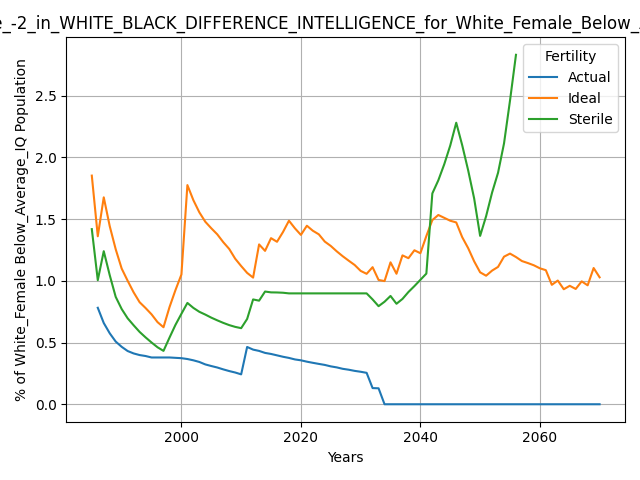 _-2_in_WHITE_BLACK_DIFFERENCE_INTELLIGENCE_for_White_Female_Below_
Fertility
Actual
Ideal
Sterile
% of White_Female Below_Average_IQ Population
2.5
2.0
1.5
1.0
0.5
0.0
2000 2020 2040 2060
Years